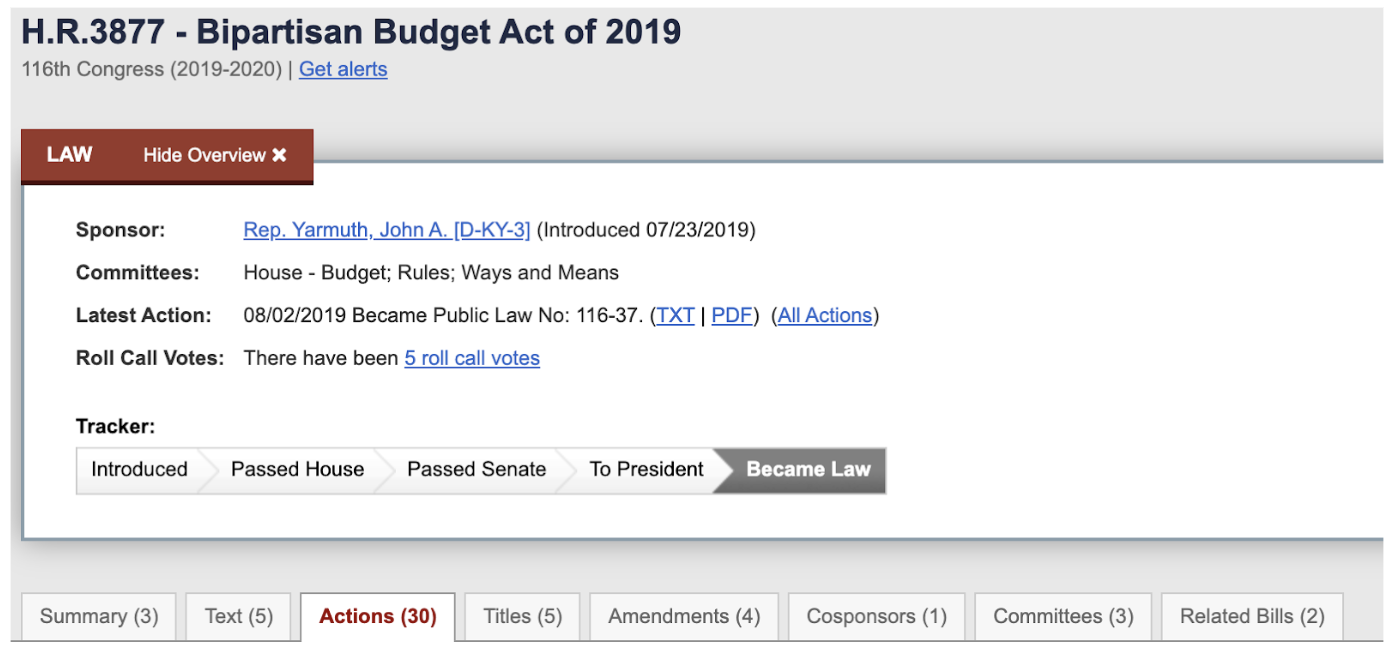 H.R.3877 - Bipartisan Budget Act of 2019
116th Congress (2019-2020) | Get alerts
LAW Hide Overview ✖
Sponsor: Rep. Yarmuth, John A. [D-KY-3] (Introduced 07/23/2019)
Committees: House - Budget; Rules; Ways and Means
Latest Action: 08/02/2019 Became Public Law No: 116-37. (TXT | PDF) (All Actions)
Roll Call Votes: There have been 5 roll call votes
Tracker:
Introduced Passed House Passed Senate To President Became Law
Summary (3) Text (5) Actions (30) Titles (5) Amendments (4) Cosponsors (1) Committees (3) Related Bills (2)